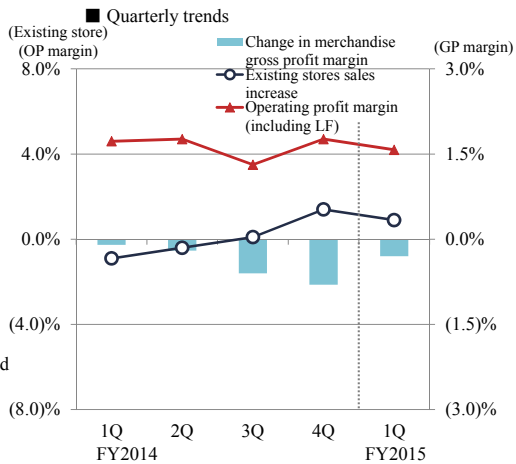 ■ Quarterly trends
(Existing store)
(OP margin)
(GP margin)
Change in merchandise
gross profit margin
Existing stores sales
increase
Operating profit margin
(including LF)
8.0%
4.0%
0.0%
(4.0)%
(8.0)%
3.0%
1.5%
0.0%
(1.5)%
(3.0)%
d
1Q 2Q 3Q 4Q 1Q
FY2014 FY2015